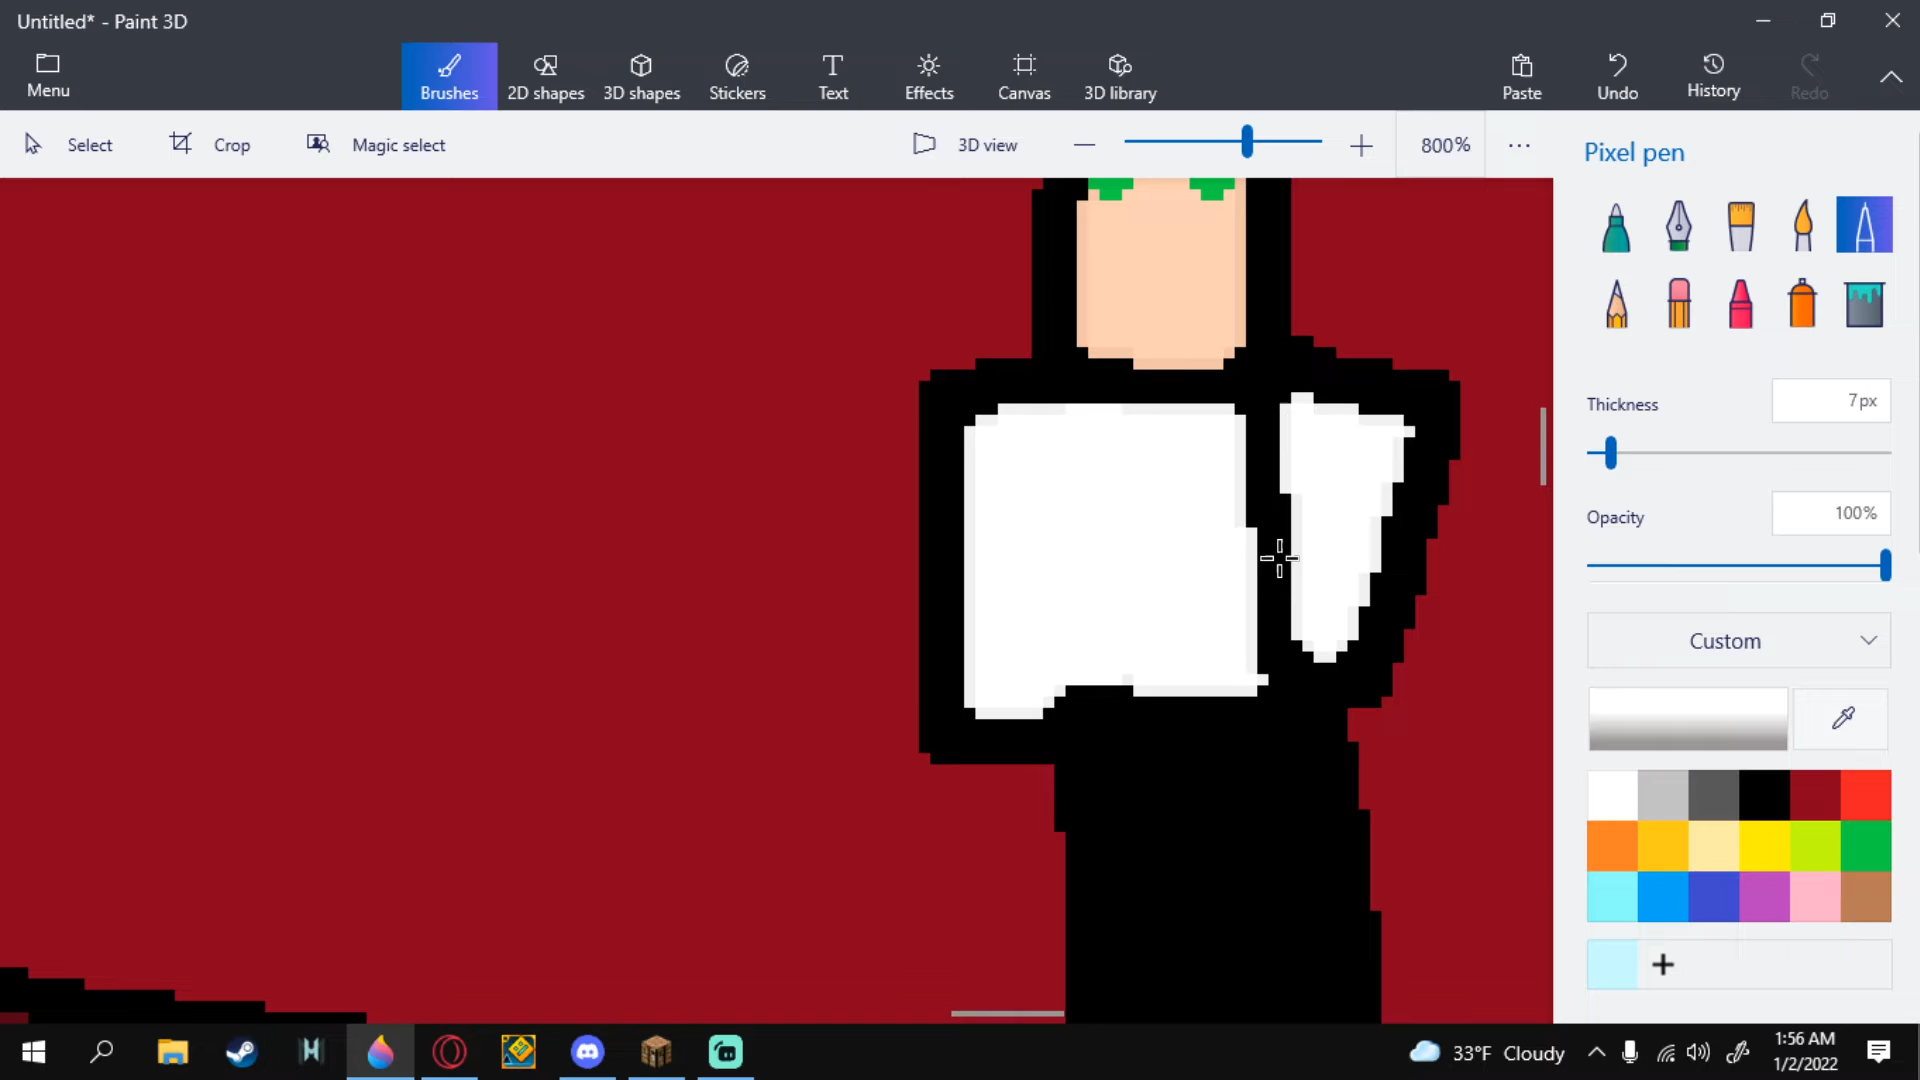 Untitled* - Paint 3D
Menu
Brushes
2D shapes
3D shapes
Stickers
Text
Effects
Canvas
3D library
Paste
Undo
History
Redo
Select
Crop
Magic select
3D view
800%
Pixel pen
Thickness
7px
Opacity
100%
Custom
33°F Cloudy
1:56 AM
1/2/2022